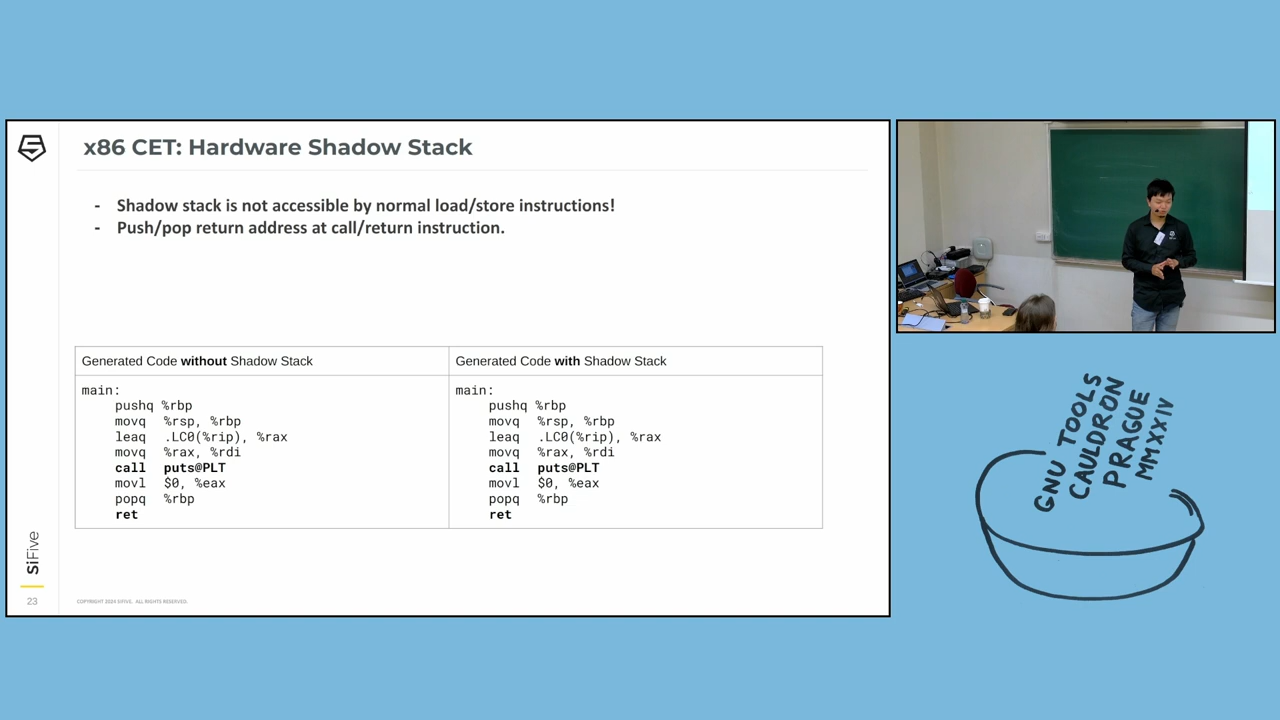 x86 CET: Hardware Shadow Stack
- Shadow stack is not accessible by normal load/store instructions!
- Push/pop return address at call/return instruction.
Generated Code without Shadow Stack
main:
pushq %rbp
movq %rsp, %rbp
leaq .LC0(%rip), %rax
movq %rax, %rdi
call puts@PLT
movl $0, %eax
popq %rbp
ret
Generated Code with Shadow Stack
main:
pushq %rbp
movq %rsp, %rbp
leaq .LC0(%rip), %rax
movq %rax, %rdi
call puts@PLT
movl $0, %eax
popq %rbp
ret
SiFive
23
COPYRIGHT 2024 SIFIVE. ALL RIGHTS RESERVED.
GNU TOOLS
CAULDRON
PRAGUE
MMXXIV